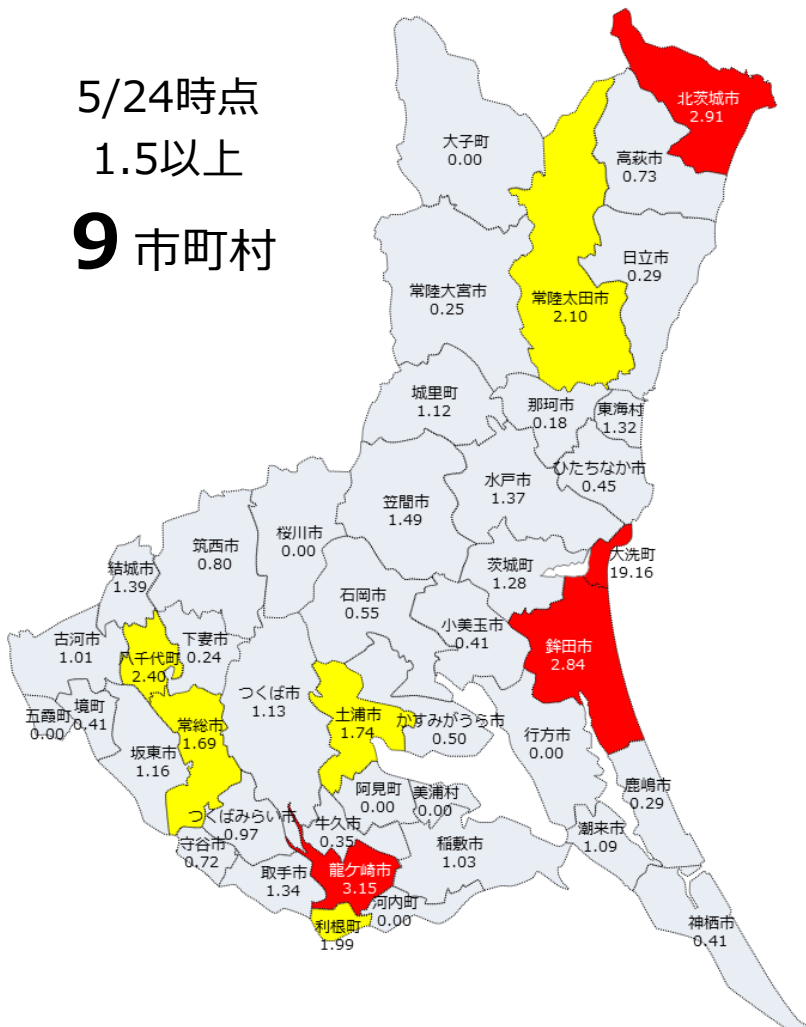 5/24時点
1.5以上
9 市町村
北茨城市
2.91
大子町
0.00
高萩市
0.73
日立市
0.29
常陸大宮市
0.25
常陸太田市
2.10
城里町
1.12
那珂市
0.18
東海村
1.32
ひたちなか市
0.45
水戸市
1.37
笠間市
1.49
桜川市
0.00
筑西市
0.80
結城市
1.39
茨城町
1.28
大洗町
19.16
石岡市
0.55
小美玉市
0.41
鉾田市
2.84
古河市
1.01
八千代町
2.40
下妻市
0.24
つくば市
1.13
土浦市
1.74
かすみがうら市
0.50
行方市
0.00
五霞町
0.00
境町
0.41
常総市
1.69
坂東市
1.16
阿見町
0.00
美浦村
0.00
鹿嶋市
0.29
つくばみらい市
0.97
牛久市
0.35
稲敷市
1.03
潮来市
1.09
守谷市
0.72
取手市
1.34
龍ケ崎市
3.15
河内町
0.00
利根町
1.99
神栖市
0.41